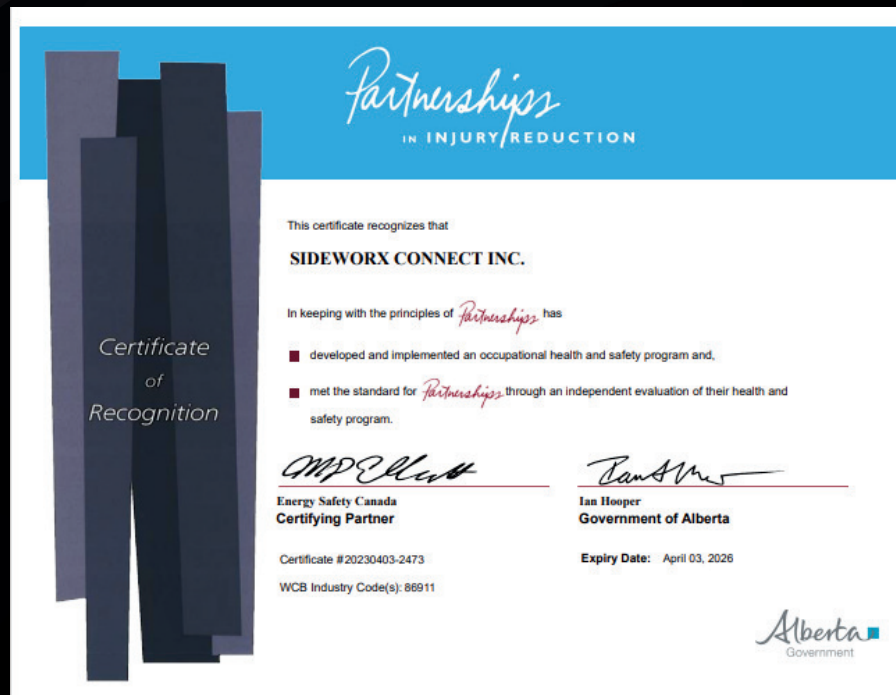 Partnerships
IN INJURY REDUCTION
This certificate recognizes that
SIDEWORX CONNECT INC.
In keeping with the principles of Partnerships has
developed and implemented an occupational health and safety program and,
met the standard for Partnerships through an independent evaluation of their health and
safety program.
Certificate
of
Recognition
Energy Safety Canada
Certifying Partner
Ian Hooper
Government of Alberta
Certificate #20230403-2473
Expiry Date: April 03, 2026
WCB Industry Code(s): 86911
Alberta
Government